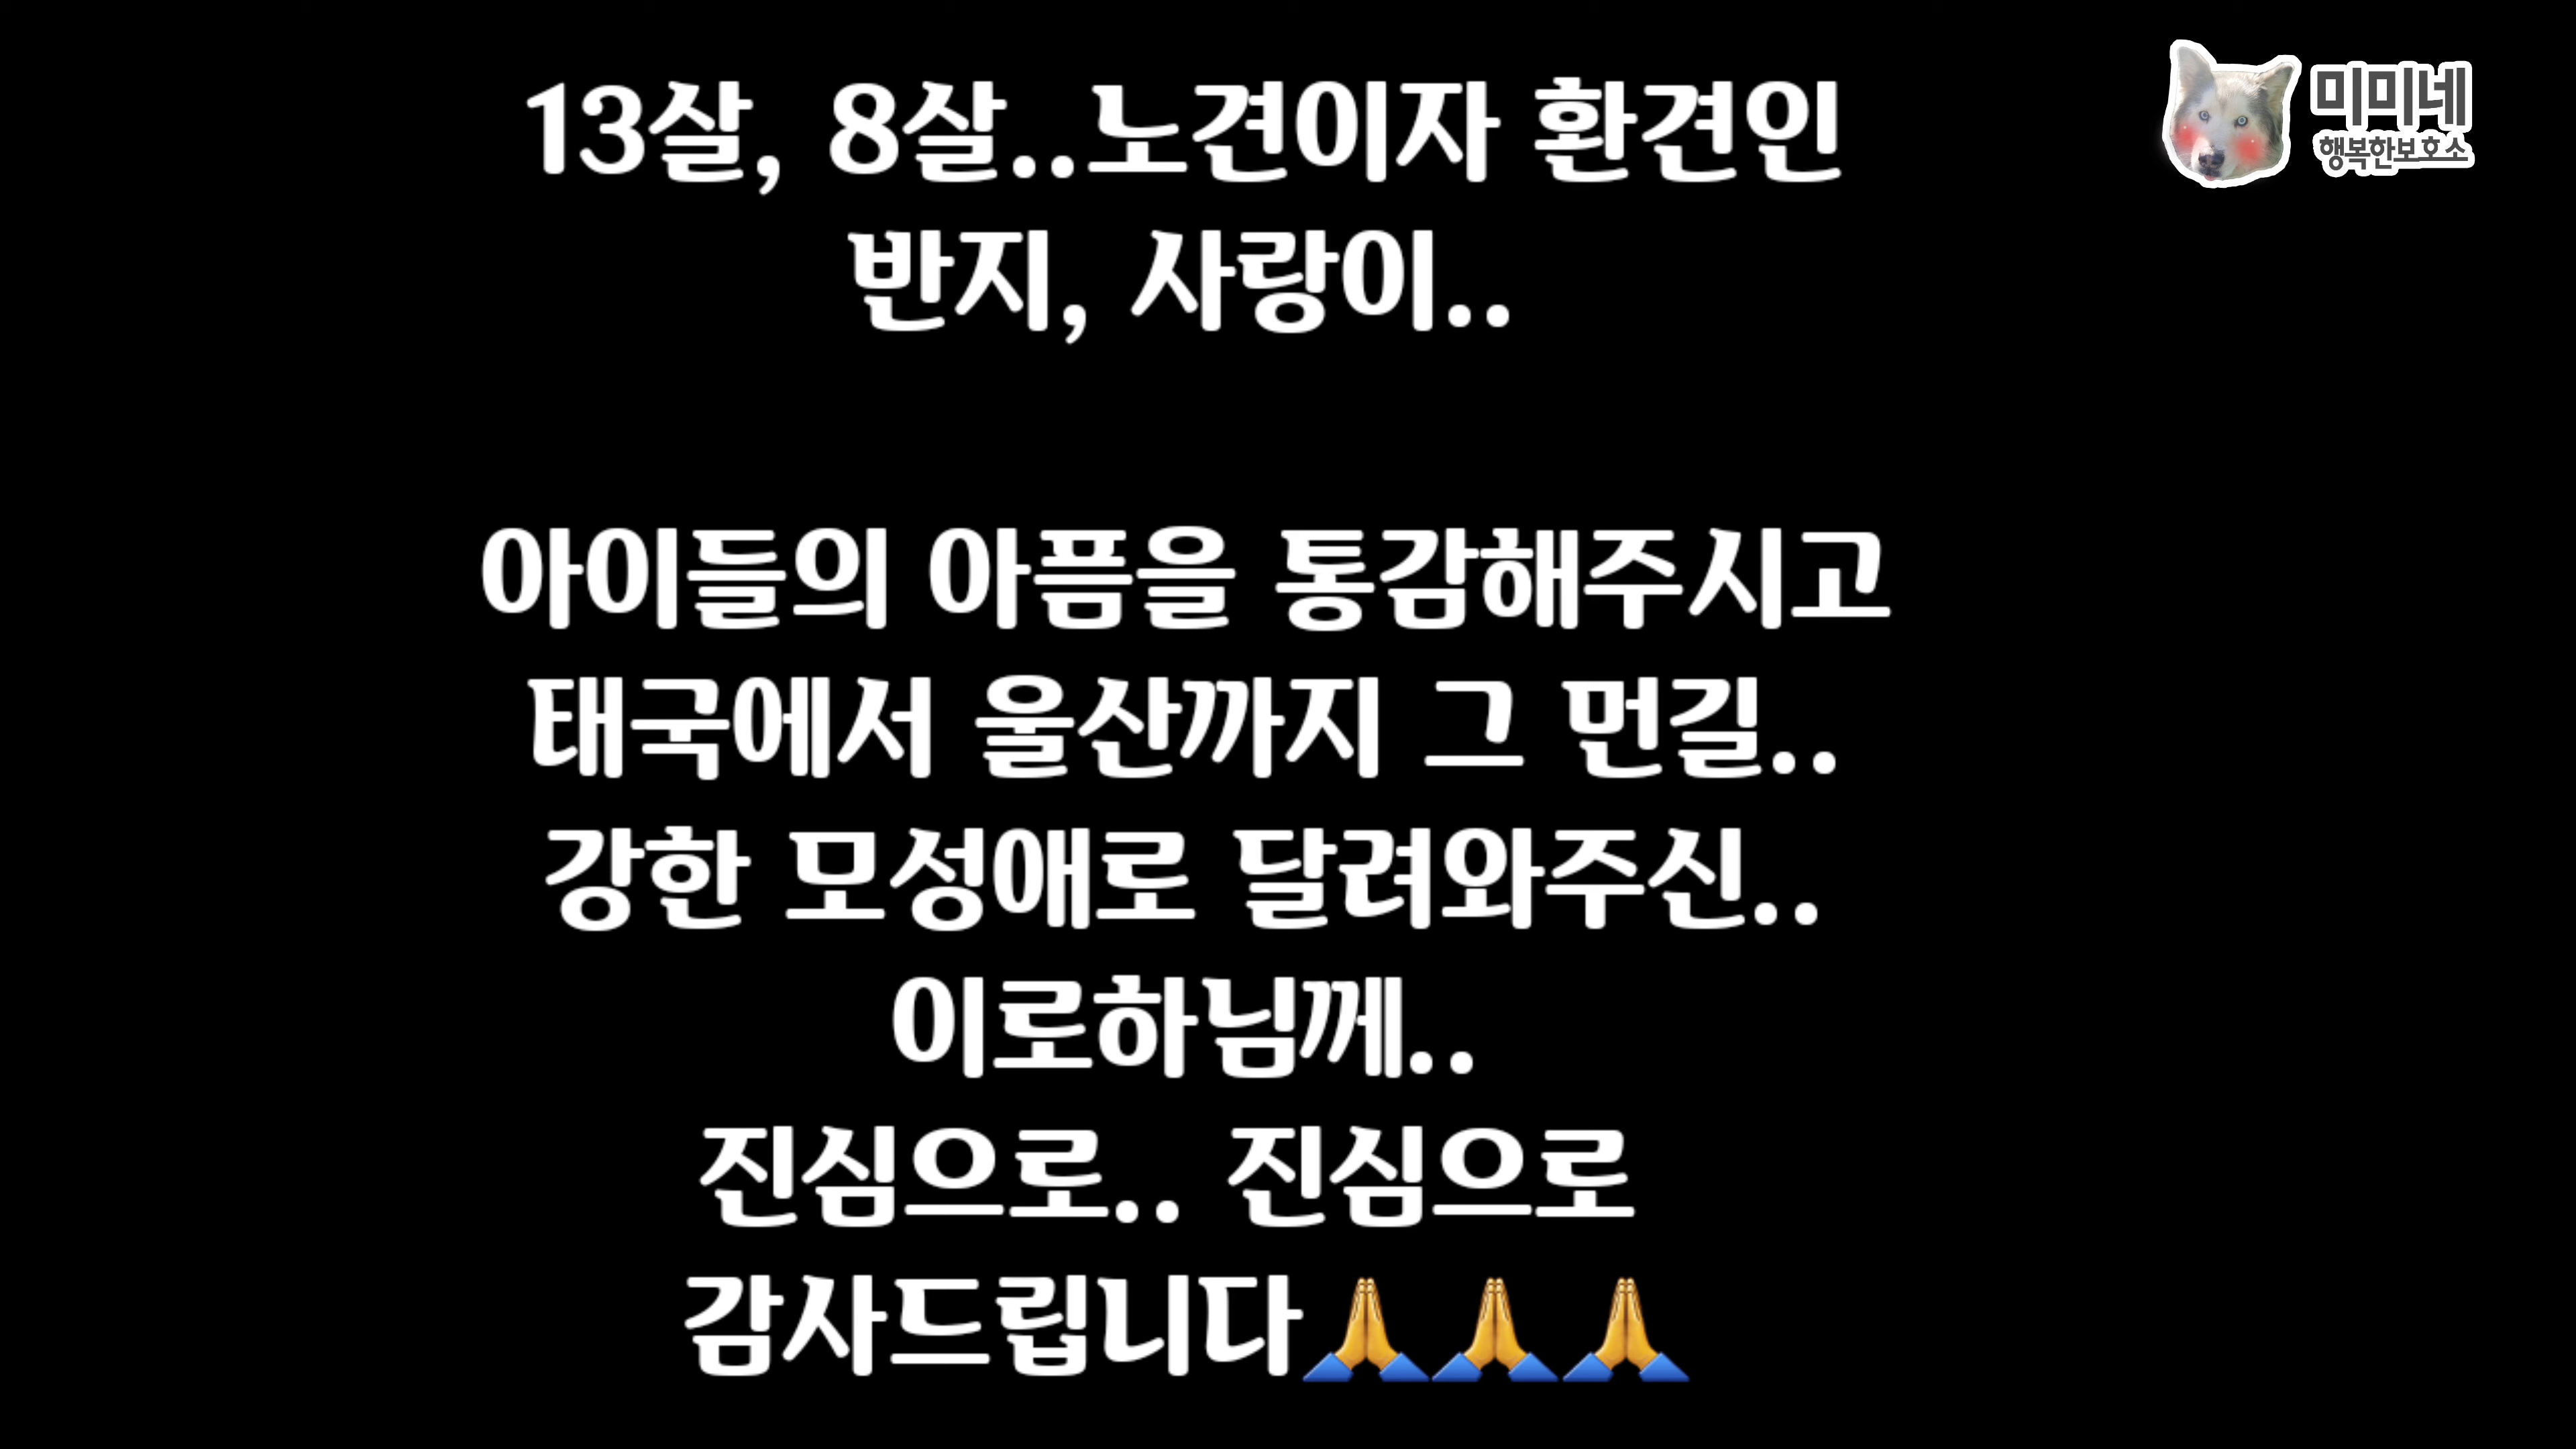 13살, 8살..노견이자 환견인
반지, 사랑이..
아이들의 아픔을 통감해주시고
태국에서 울산까지 그 먼길..
강한 모성애로 달려와주신..
이로하님께..
진심으로.. 진심으로
감사드립니다🙏🙏🙏
미미네
행복한보호소